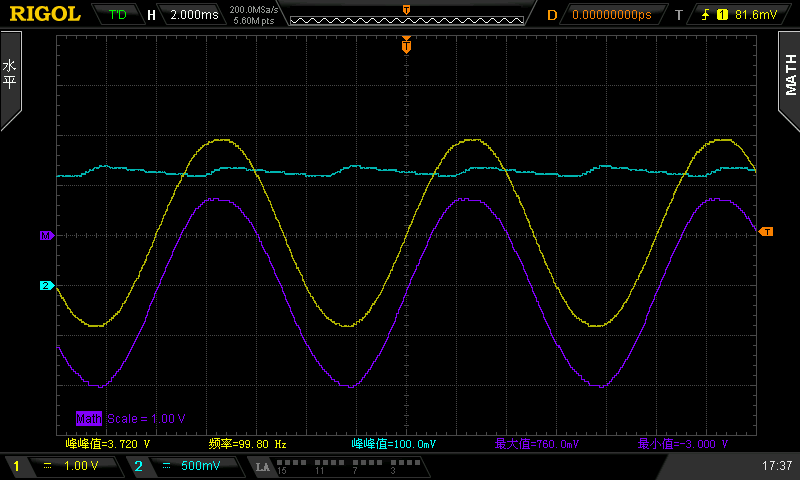 RIGOL T'D H 2.000ms 200.0MSa/s D 0.00000000ps T 1 81.6mV
5.60M pts
T
T
水平
MATH
M
T
2
Math Scale = 1.00 V
峰峰值=3.720 V 频率=99.80 Hz 峰峰值=100.0mV 最大值=760.0mV 最小值=-3.000 V
1 1.00 V 2 500mV LA 15 11 7 3 17:37